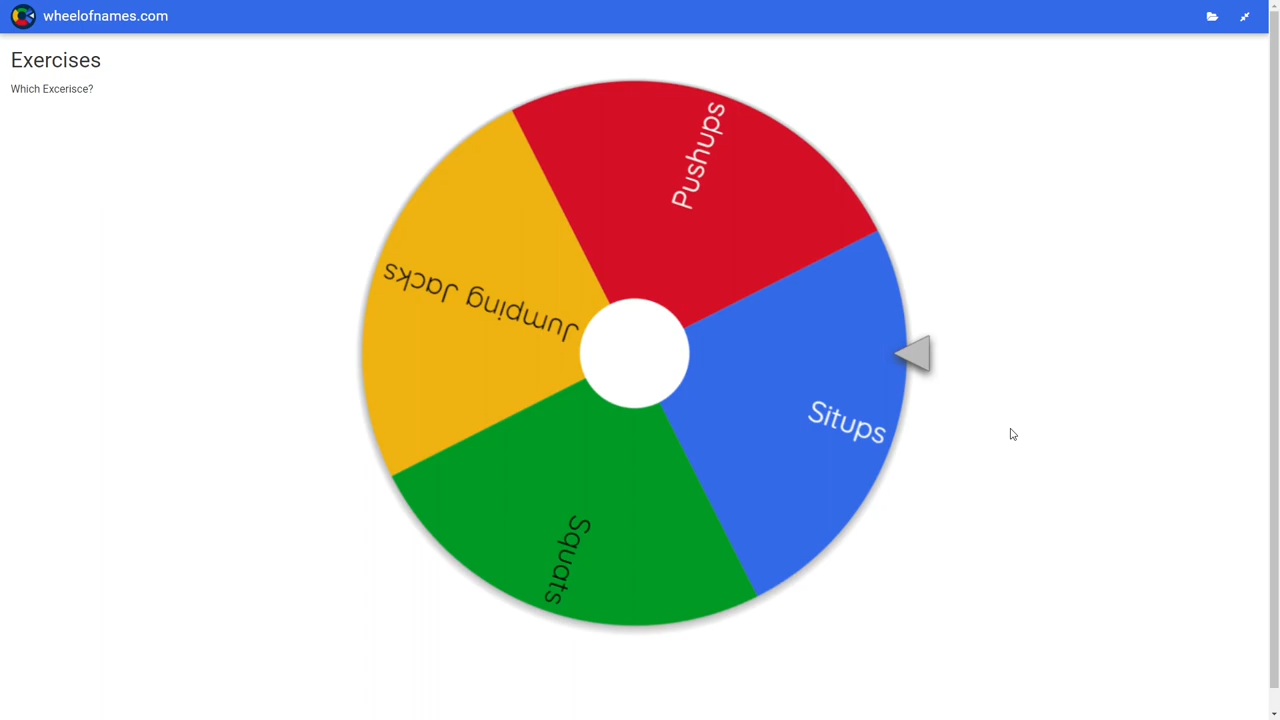 wheelofnames.com
Exercises
Which Excerisce?
Pushups
Jumping Jacks
Situps
Squats